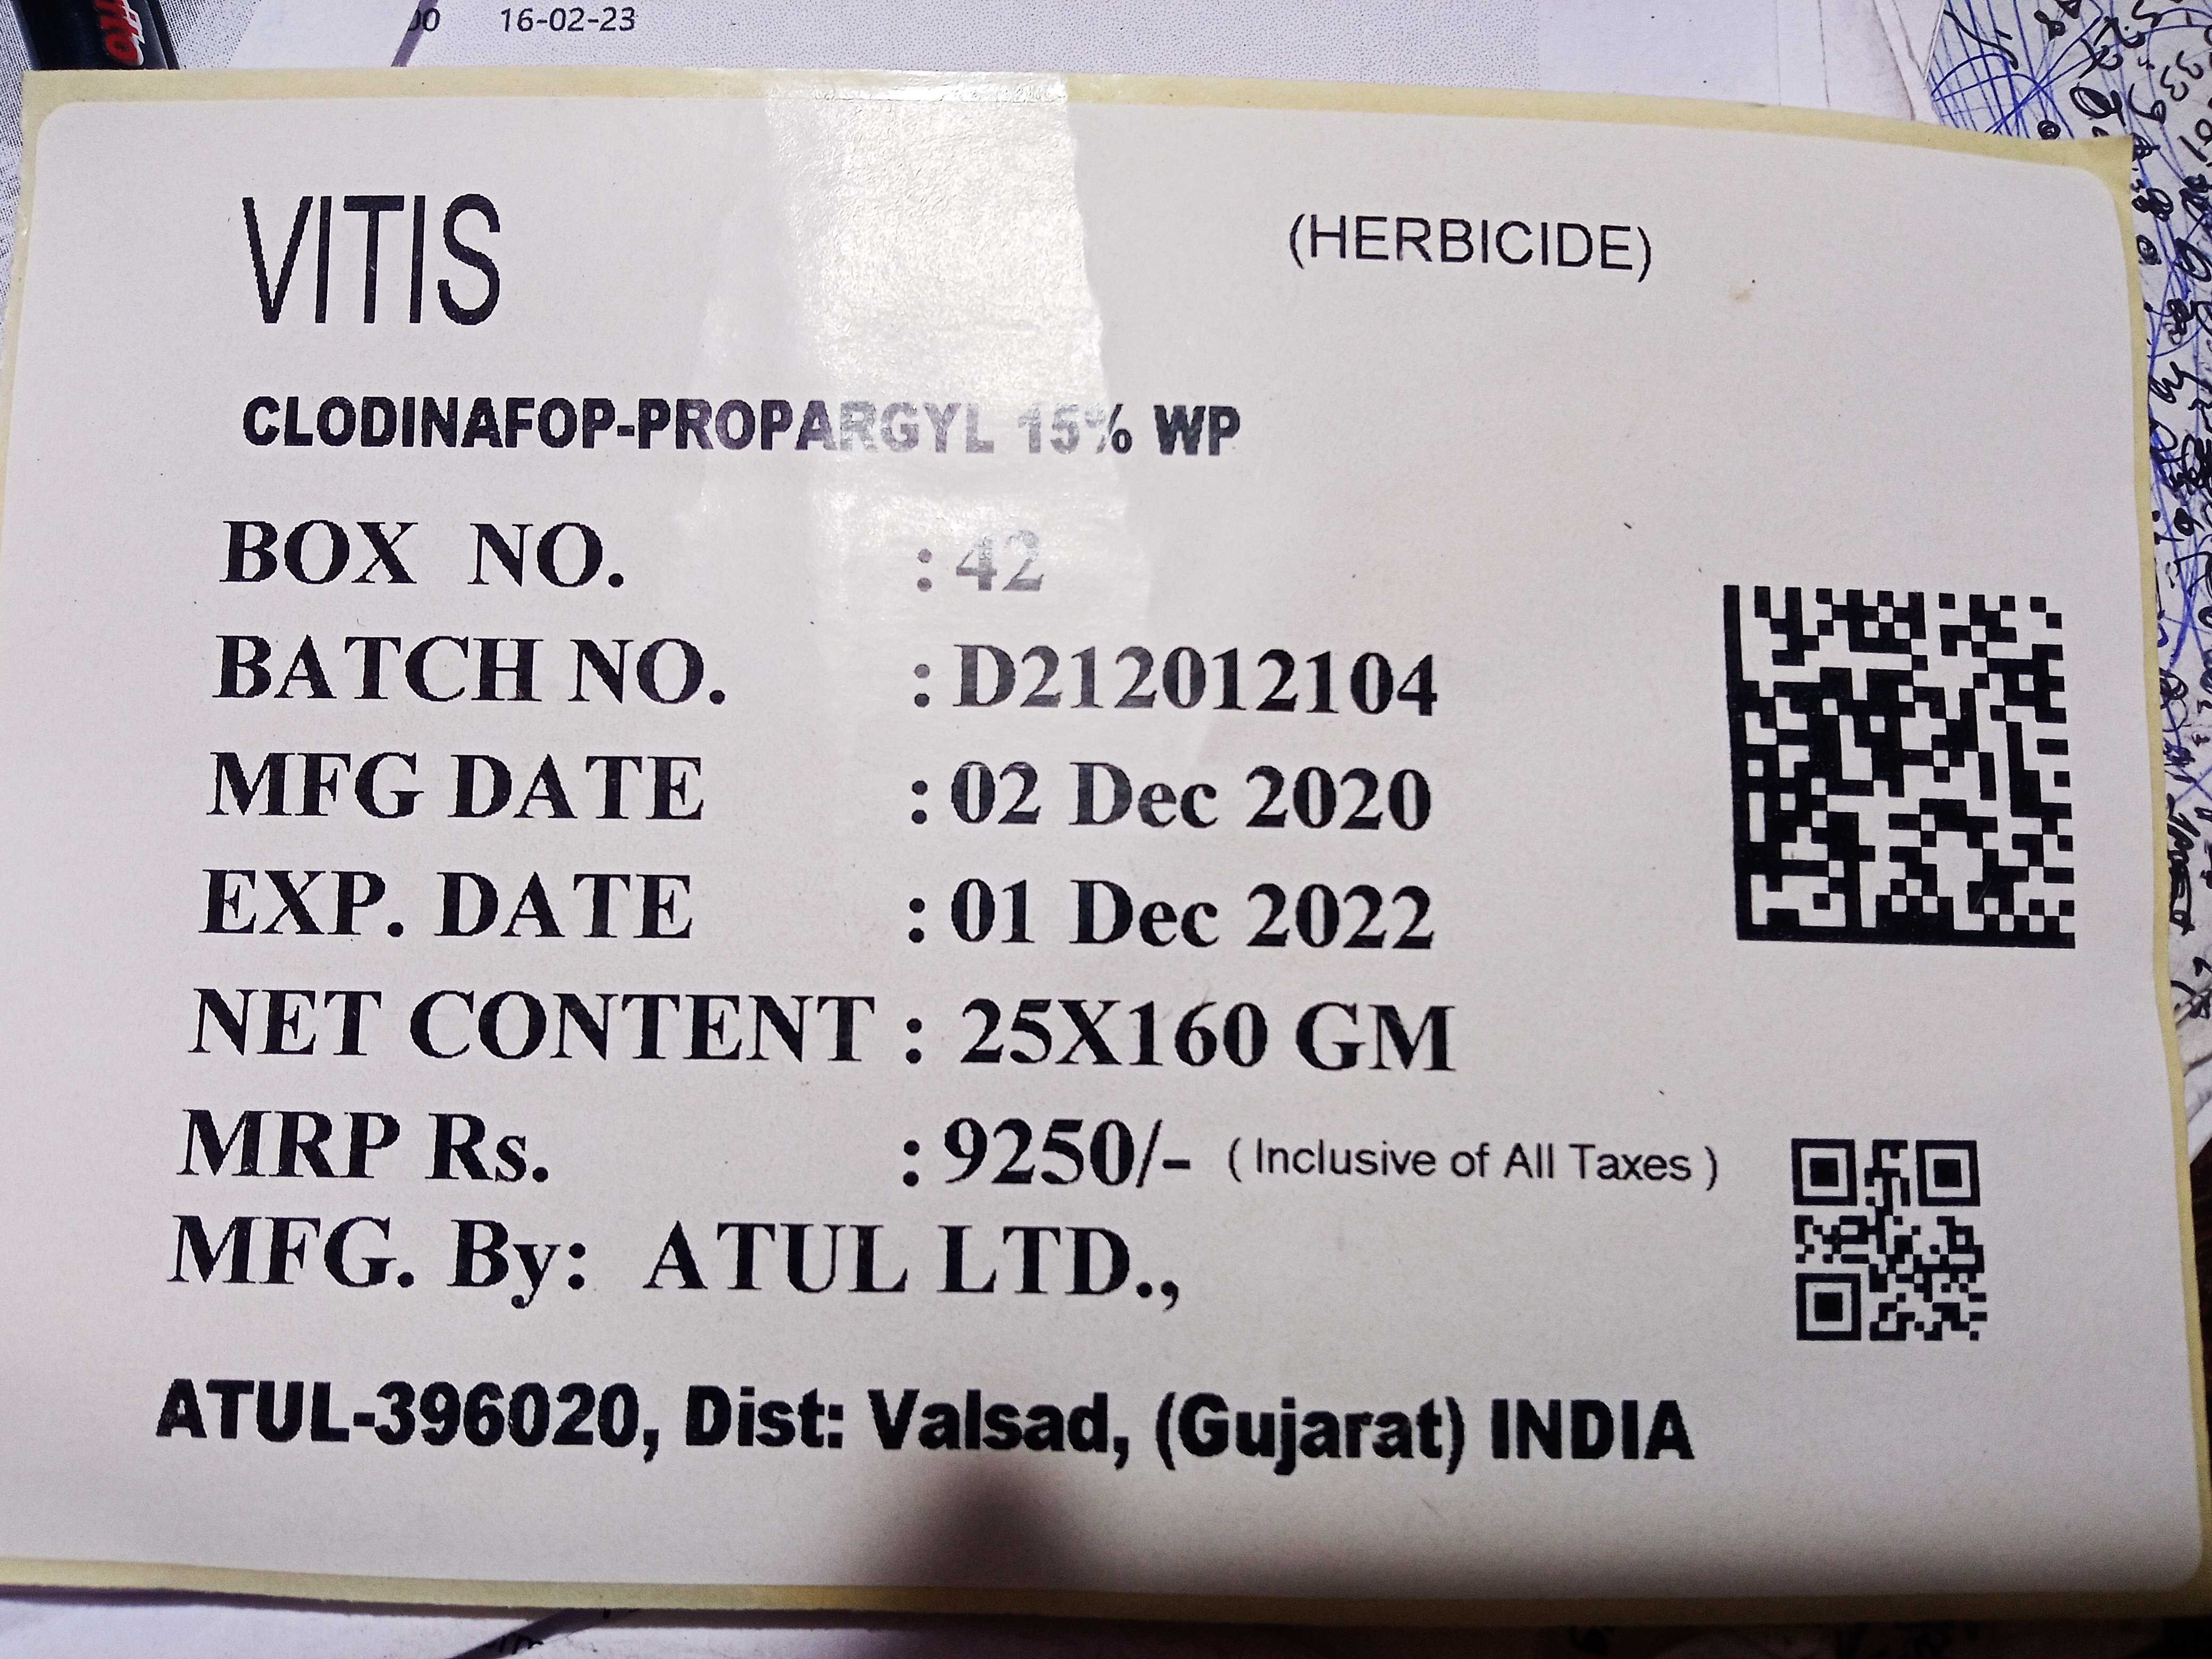 16-02-23
VITIS (HERBICIDE)
CLODINAFOP-PROPARGYL 15% WP
BOX NO. : 42
BATCH NO. : D212012104
MFG DATE : 02 Dec 2020
EXP. DATE : 01 Dec 2022
NET CONTENT : 25X160 GM
MRP Rs. : 9250/- ( Inclusive of All Taxes )
MFG. By: ATUL LTD.,
ATUL-396020, Dist: Valsad, (Gujarat) INDIA